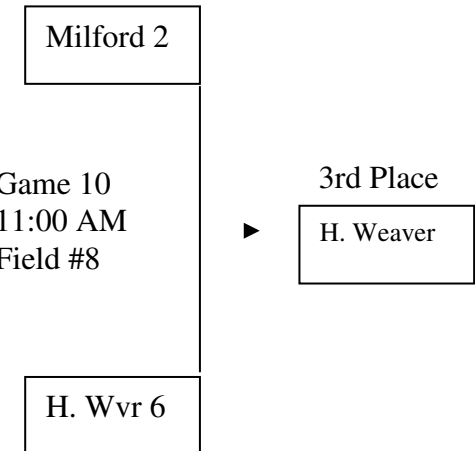 Milford 2
Game 10
11:00 AM
Field #8
3rd Place
H. Weaver
H. Wvr 6